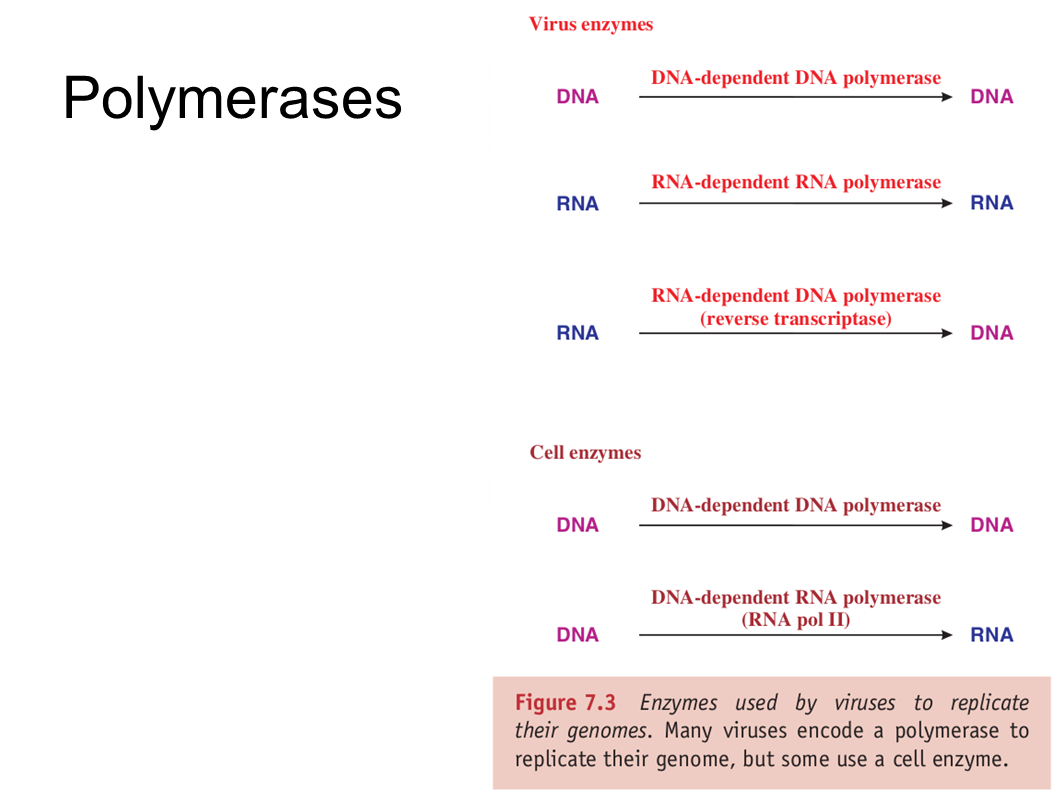 Polymerases
Virus enzymes
DNA-dependent DNA polymerase
DNA DNA
RNA-dependent RNA polymerase
RNA RNA
RNA-dependent DNA polymerase
(reverse transcriptase)
RNA DNA
Cell enzymes
DNA-dependent DNA polymerase
DNA DNA
DNA-dependent RNA polymerase
(RNA pol II)
DNA RNA
Figure 7.3 Enzymes used by viruses to replicate
their genomes. Many viruses encode a polymerase to
replicate their genome, but some use a cell enzyme.